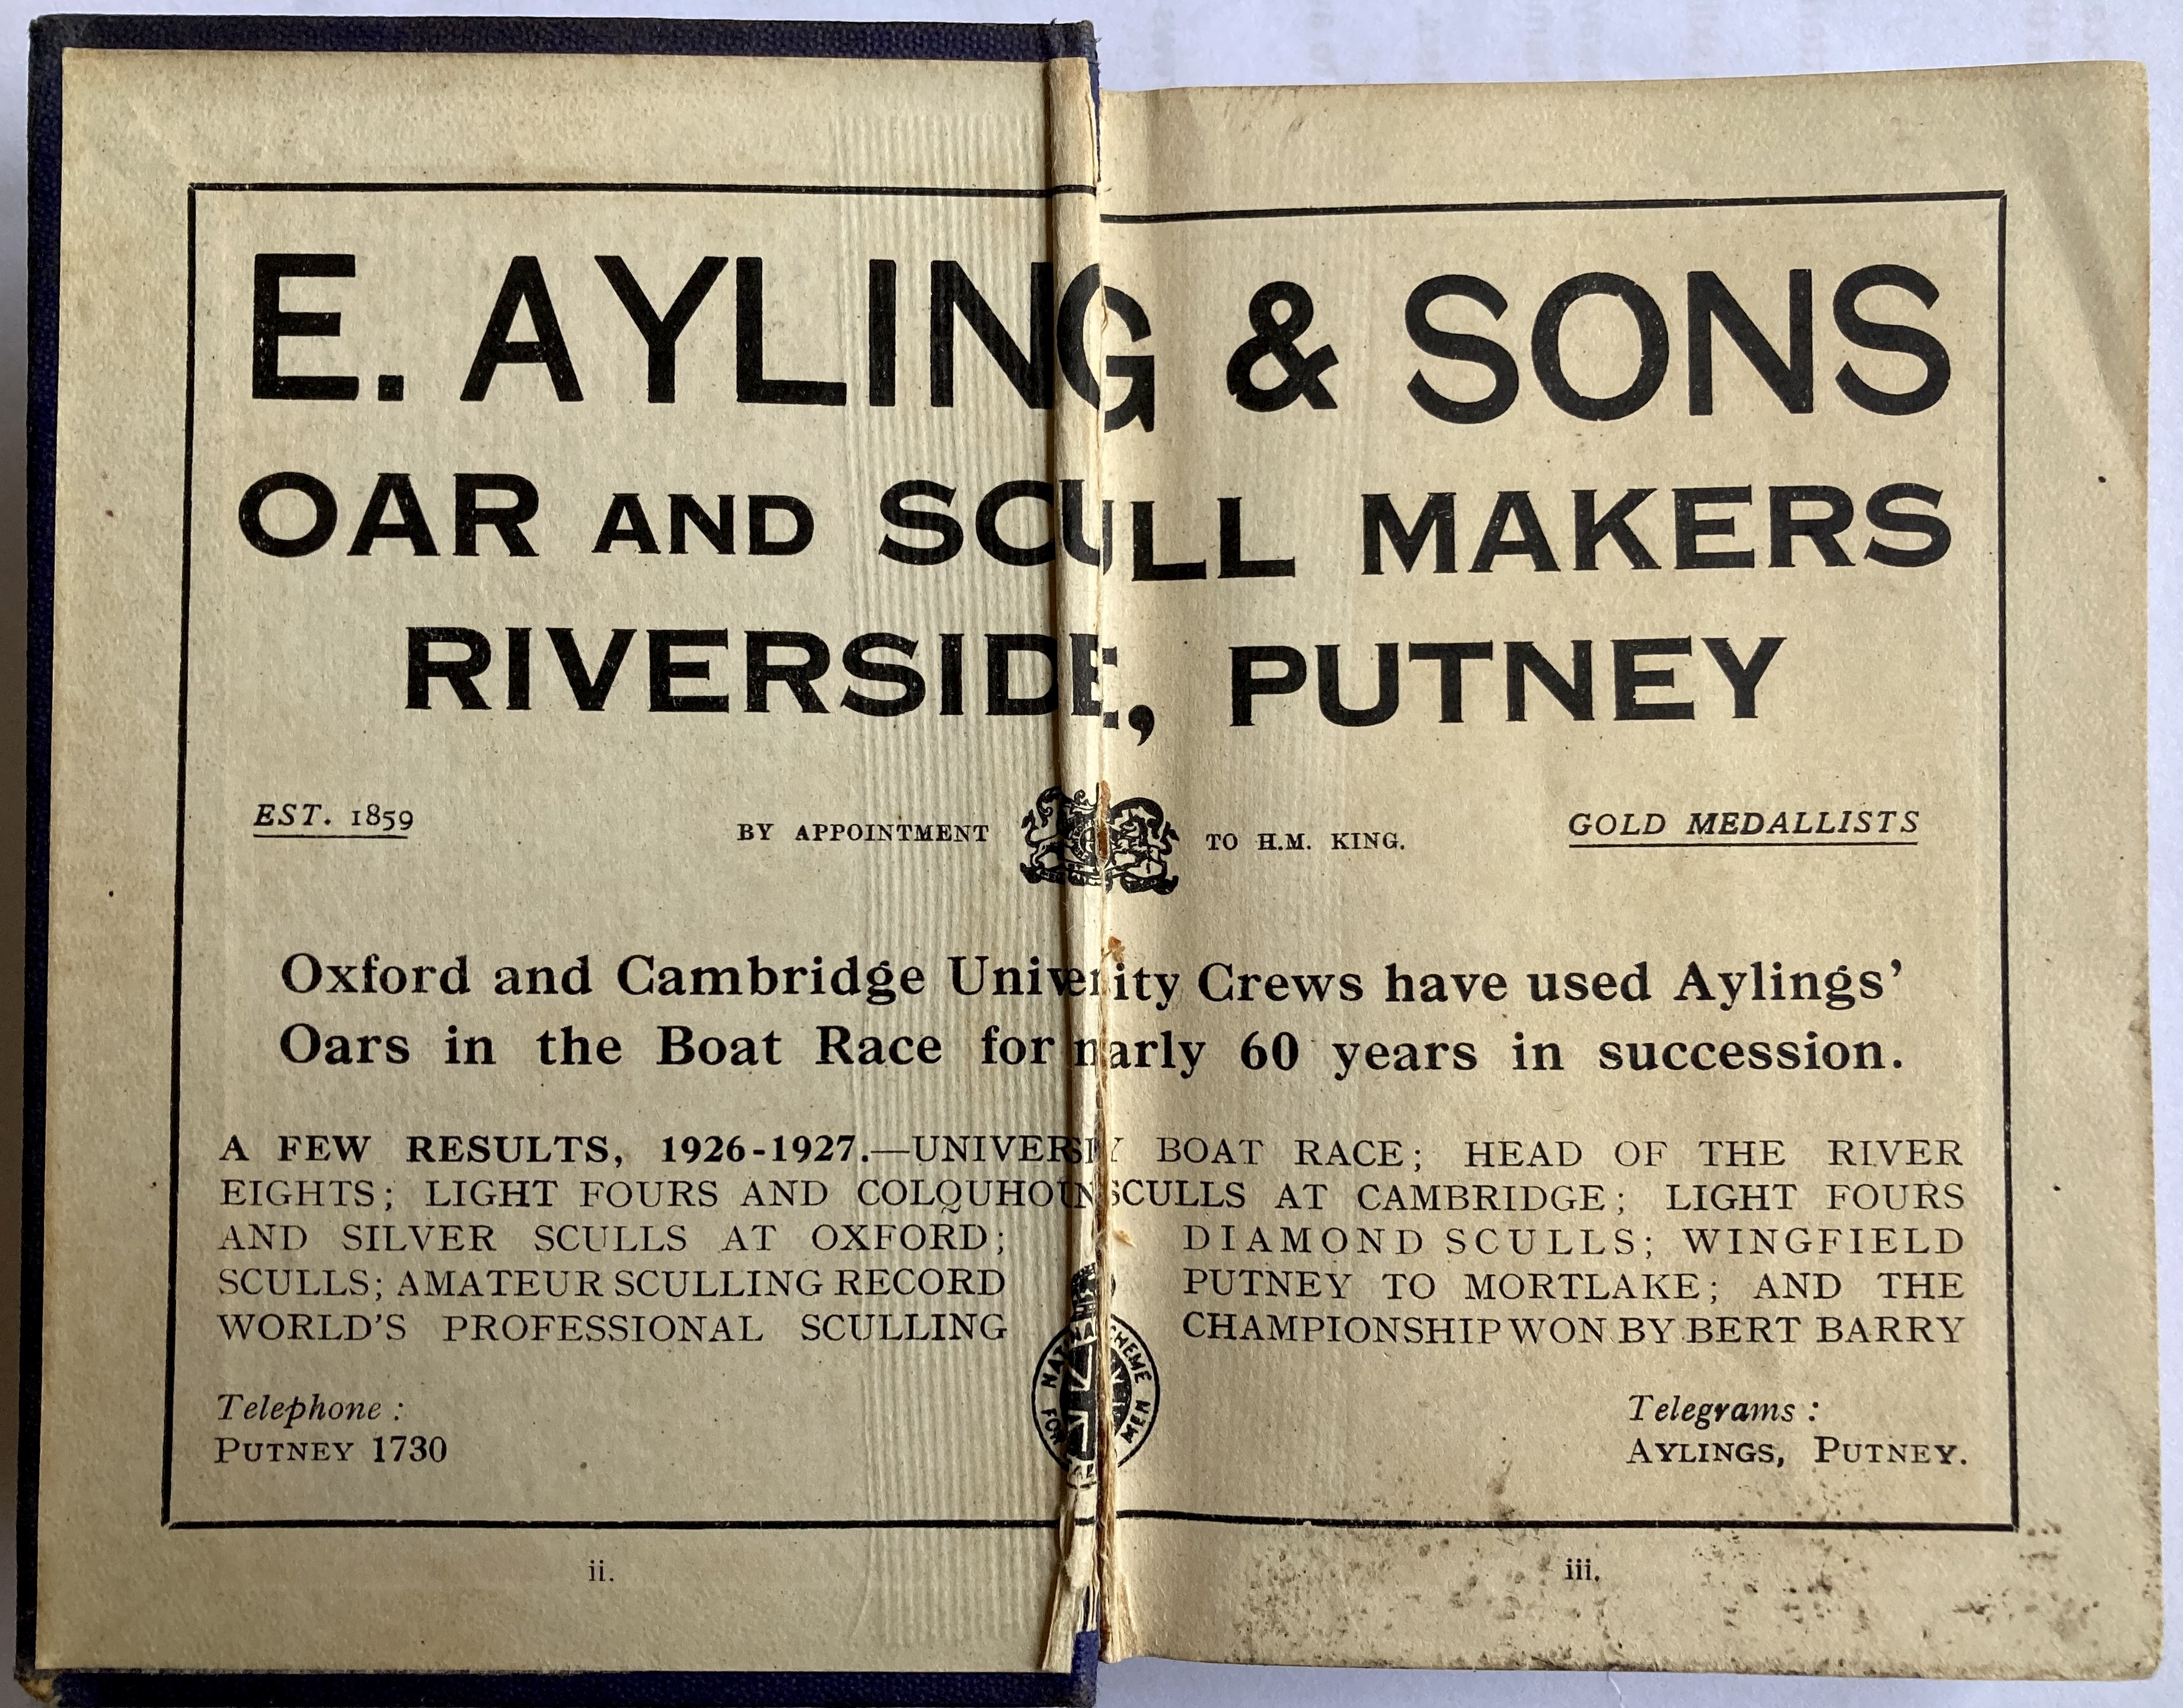 E. AYLING & SONS
OAR AND SCULL MAKERS
RIVERSIDE, PUTNEY
EST. 1859 BY APPOINTMENT TO H.M. KING. GOLD MEDALLISTS
Oxford and Cambridge University Crews have used Aylings’
Oars in the Boat Race for nearly 60 years in succession.
A FEW RESULTS, 1926-1927.—UNIVERSITY BOAT RACE; HEAD OF THE RIVER
EIGHTS; LIGHT FOURS AND COLQUHOUN SCULLS AT CAMBRIDGE; LIGHT FOURS
AND SILVER SCULLS AT OXFORD; DIAMOND SCULLS; WINGFIELD
SCULLS; AMATEUR SCULLING RECORD PUTNEY TO MORTLAKE; AND THE
WORLD’S PROFESSIONAL SCULLING CHAMPIONSHIP WON BY BERT BARRY
NAT SCHEME
FOR MEN
Telephone : Telegrams :
PUTNEY 1730 AYLINGS, PUTNEY.
ii. iii.